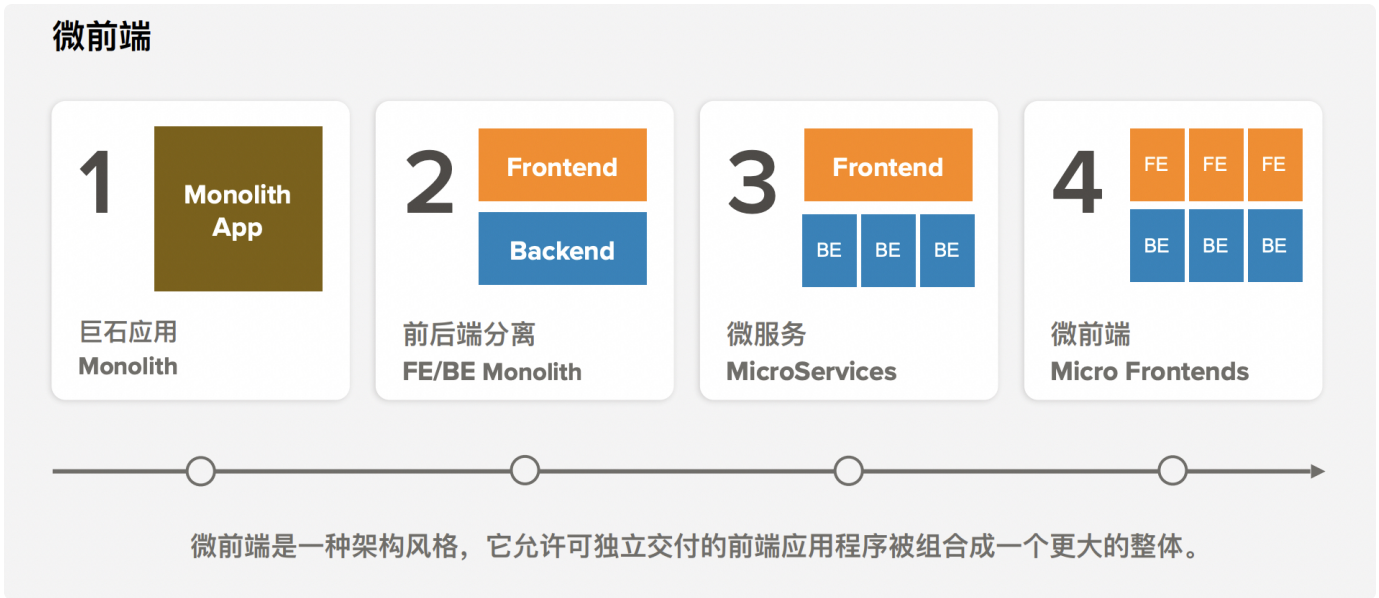 微前端
1
Monolith
App
巨石应用
Monolith
2
Frontend
Backend
前后端分离
FE/BE Monolith
3
Frontend
BE BE BE
微服务
MicroServices
4
FE FE FE
BE BE BE
微前端
Micro Frontends
微前端是一种架构风格，它允许可独立交付的前端应用程序被组合成一个更大的整体。